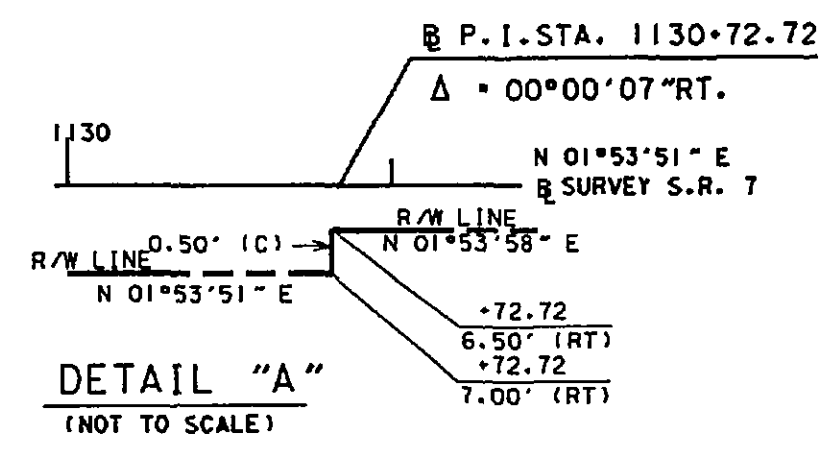 ℄ P.I.STA. 1130+72.72
Δ = 00°00'07"RT.
1130
N 01°53'51" E
℄ SURVEY S.R. 7
R/W LINE
0.50' (C)
N 01°53'58" E
R/W LINE
N 01°53'51" E
+72.72
6.50' (RT)
+72.72
7.00' (RT)
DETAIL "A"
(NOT TO SCALE)